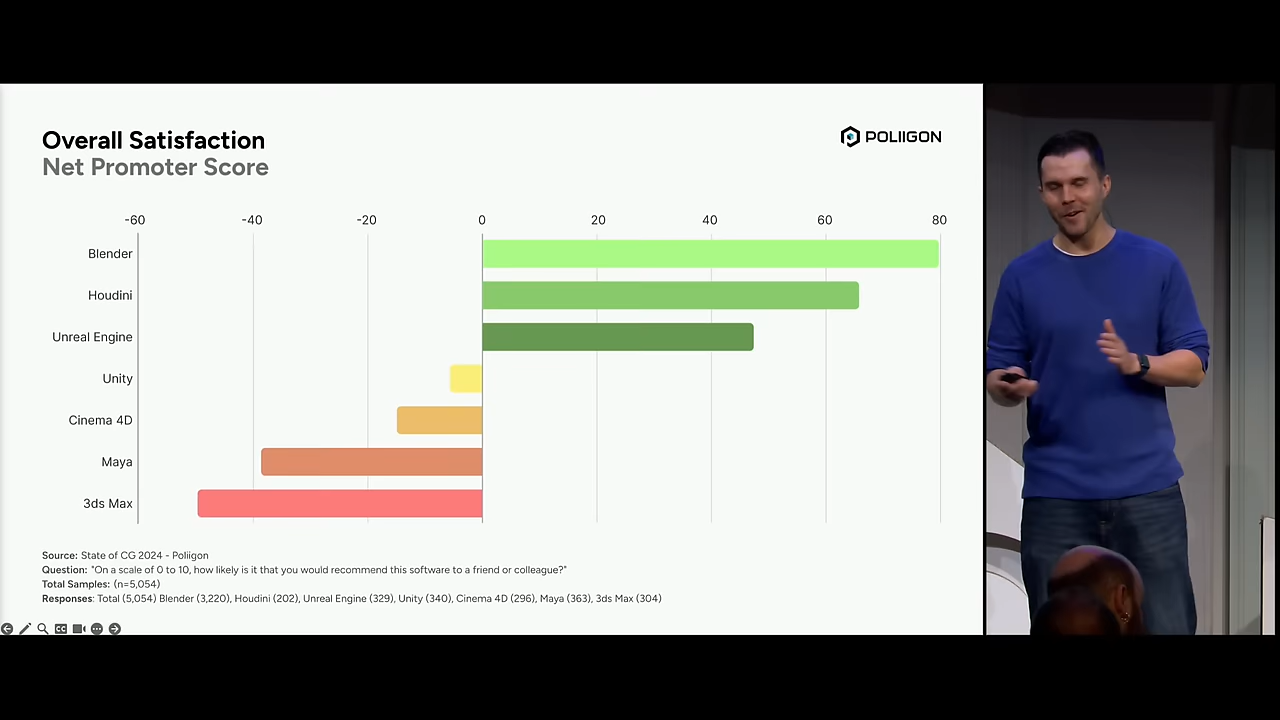 Overall Satisfaction
Net Promoter Score
POLIIGON
-60 -40 -20 0 20 40 60 80
Blender
Houdini
Unreal Engine
Unity
Cinema 4D
Maya
3ds Max
Source: State of CG 2024 - Poliigon
Question: "On a scale of 0 to 10, how likely is it that you would recommend this software to a friend or colleague?"
Total Samples: (n=5,054)
Responses: Total (5,054) Blender (3,220), Houdini (202), Unreal Engine (329), Unity (340), Cinema 4D (296), Maya (363), 3ds Max (304)
CC